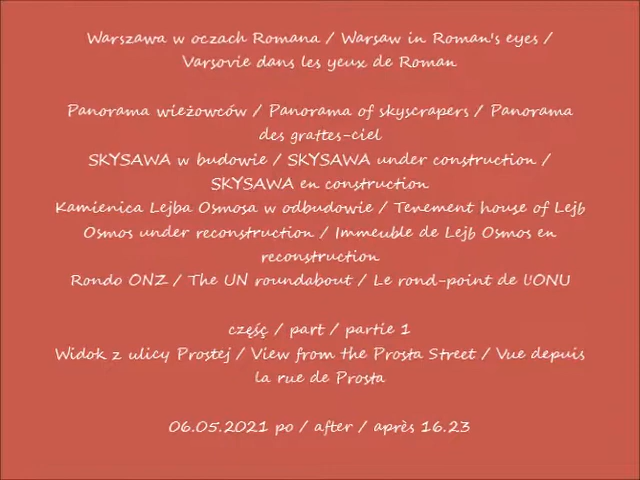 Warszawa w oczach Romana / Warsaw in Roman's eyes /
Varsovie dans les yeux de Roman
Panorama wieżowców / Panorama of skyscrapers / Panorama
des grattes-ciel
SKYSAWA w budowie / SKYSAWA under construction /
SKYSAWA en construction
Kamienica Lejba Osmosa w odbudowie / Tenement house of Lejb
Osmos under reconstruction / Immeuble de Lejb Osmos en
reconstruction
Rondo ONZ / The UN roundabout / Le rond-point de l'ONU
częśç / part / partie 1
Widok z ulicy Prostej / View from the Prosta Street / Vue depuis
la rue de Prosta
06.05.2021 po / after / après 16.23